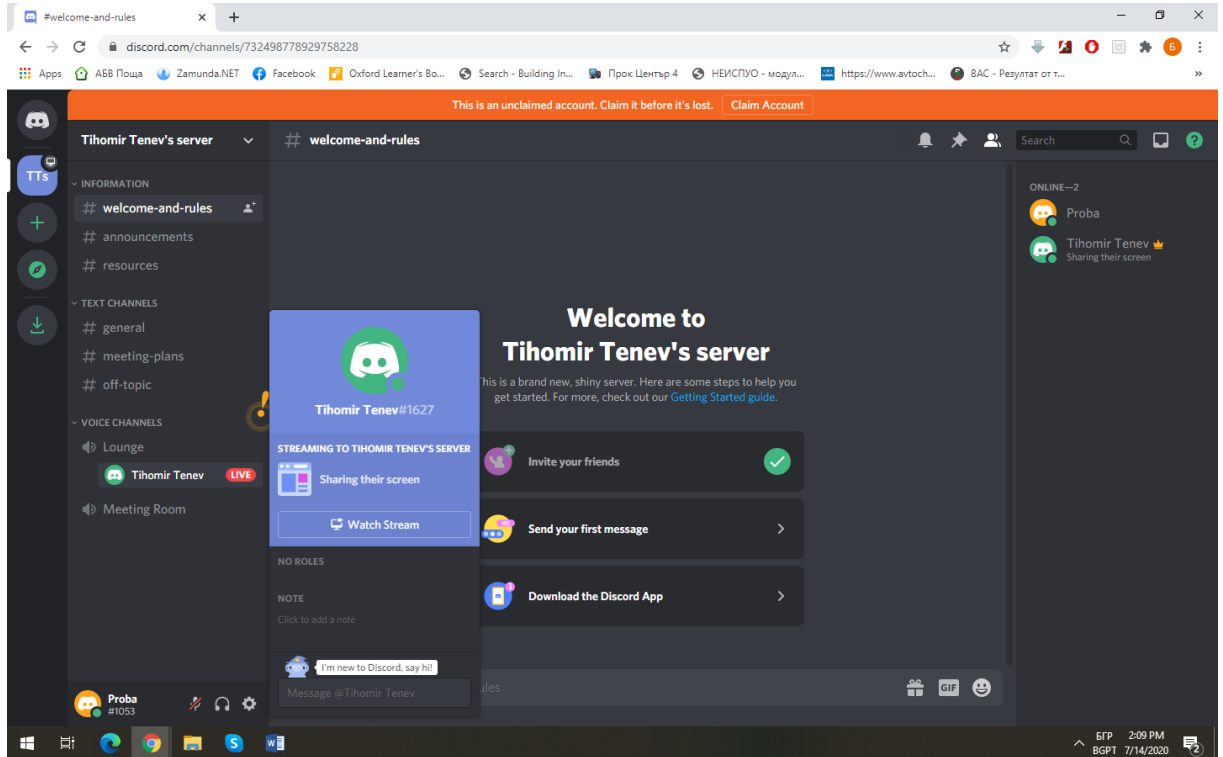 #welcome-and-rules
discord.com/channels/732498778929758228
Apps
АБВ Поща
Zamunda.NET
Facebook
Oxford Learner's Bo...
Search - Building In...
Прок Център 4
НЕИСПУО - модул...
https://www.avtoch...
ВАС - Резултат от т...
»
Б
This is an unclaimed account. Claim it before it's lost.
Claim Account
Tihomir Tenev's server
# welcome-and-rules
Search
TTs
INFORMATION
# welcome-and-rules
# announcements
# resources
TEXT CHANNELS
# general
# meeting-plans
# off-topic
VOICE CHANNELS
Lounge
Tihomir Tenev
LIVE
Meeting Room
Proba
#1053
Tihomir Tenev#1627
STREAMING TO TIHOMIR TENEV'S SERVER
Sharing their screen
Watch Stream
NO ROLES
NOTE
Click to add a note
I'm new to Discord, say hi!
Message @Tihomir Tenev
Welcome to
Tihomir Tenev's server
This is a brand new, shiny server. Here are some steps to help you
get started. For more, check out our Getting Started guide.
Invite your friends
Send your first message
Download the Discord App
ules
GIF
ONLINE—2
Proba
Tihomir Tenev
Sharing their screen
БГР
BGPT
2:09 PM
7/14/2020
2